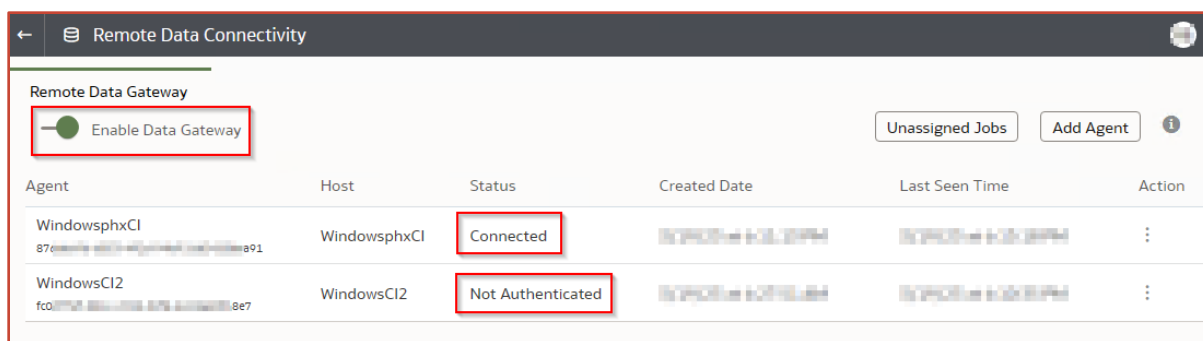 Remote Data Connectivity
Remote Data Gateway
Enable Data Gateway
Unassigned Jobs
Add Agent
Agent Host Status Created Date Last Seen Time Action
WindowsphxCI
WindowsphxCI Connected
WindowsCI2
WindowsCI2 Not Authenticated